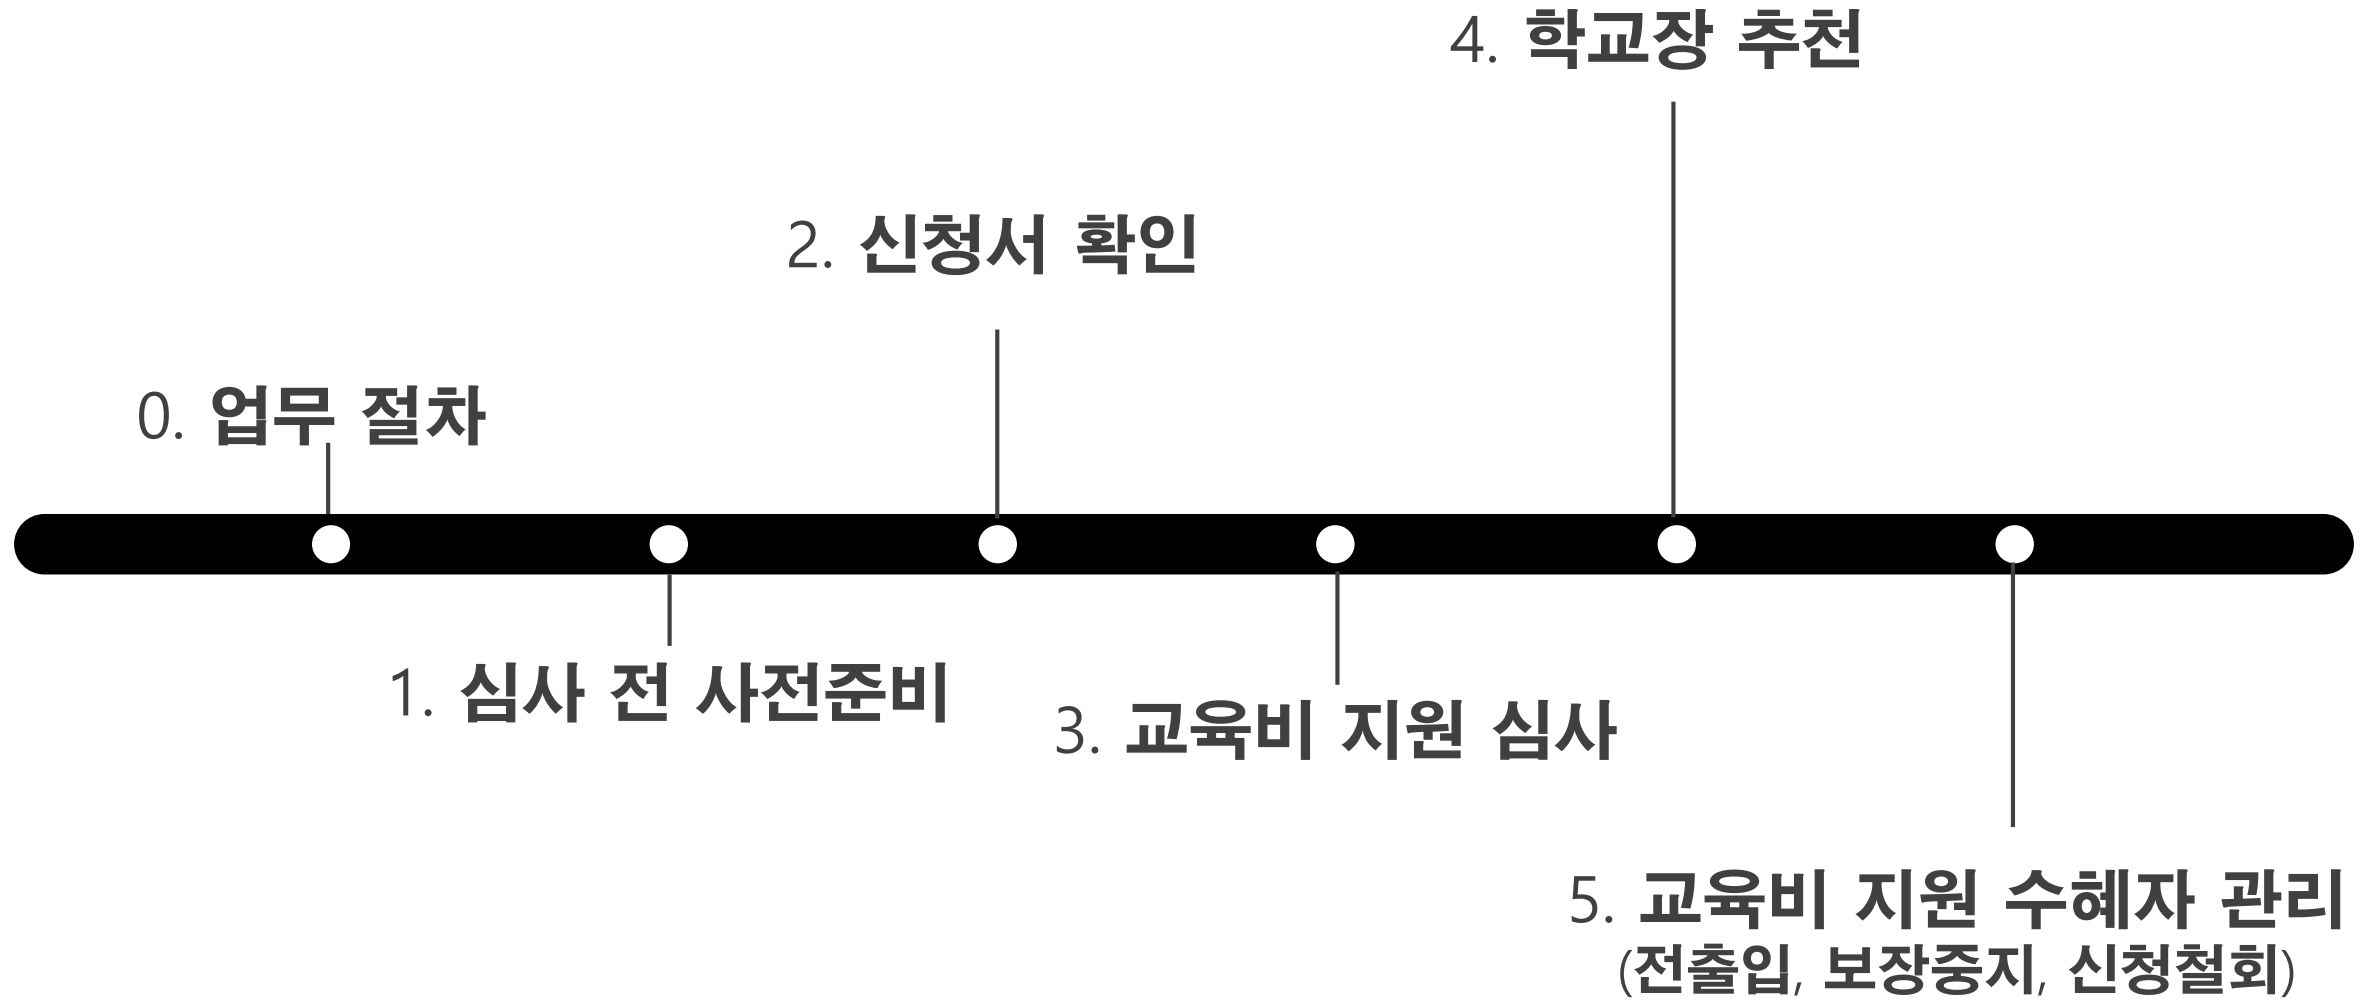 0. 업무 절차
1. 심사 전 사전준비
2. 신청서 확인
3. 교육비 지원 심사
4. 학교장 추천
5. 교육비 지원 수혜자 관리
(전출입, 보장중지, 신청철회)